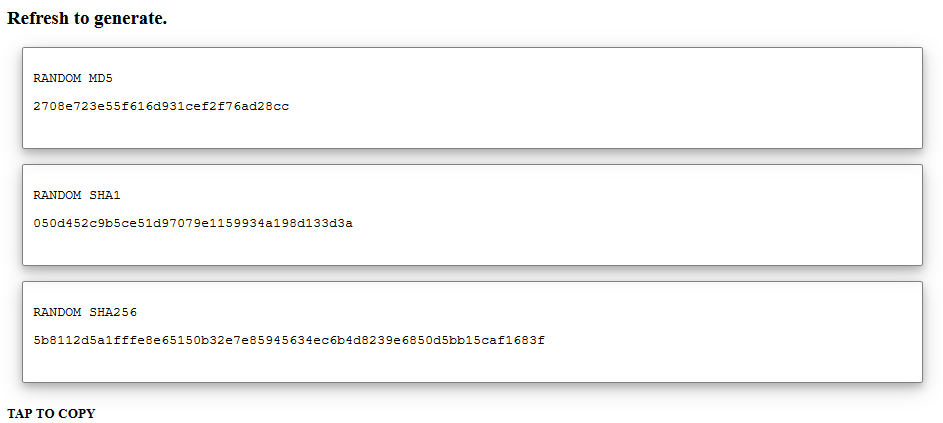 Refresh to generate.
RANDOM MD5
2708e723e55f616d931cef2f76ad28cc
RANDOM SHA1
050d452c9b5ce51d97079e1159934a198d133d3a
RANDOM SHA256
5b8112d5a1fffe8e65150b32e7e85945634ec6b4d8239e6850d5bb15caf1683f
TAP TO COPY